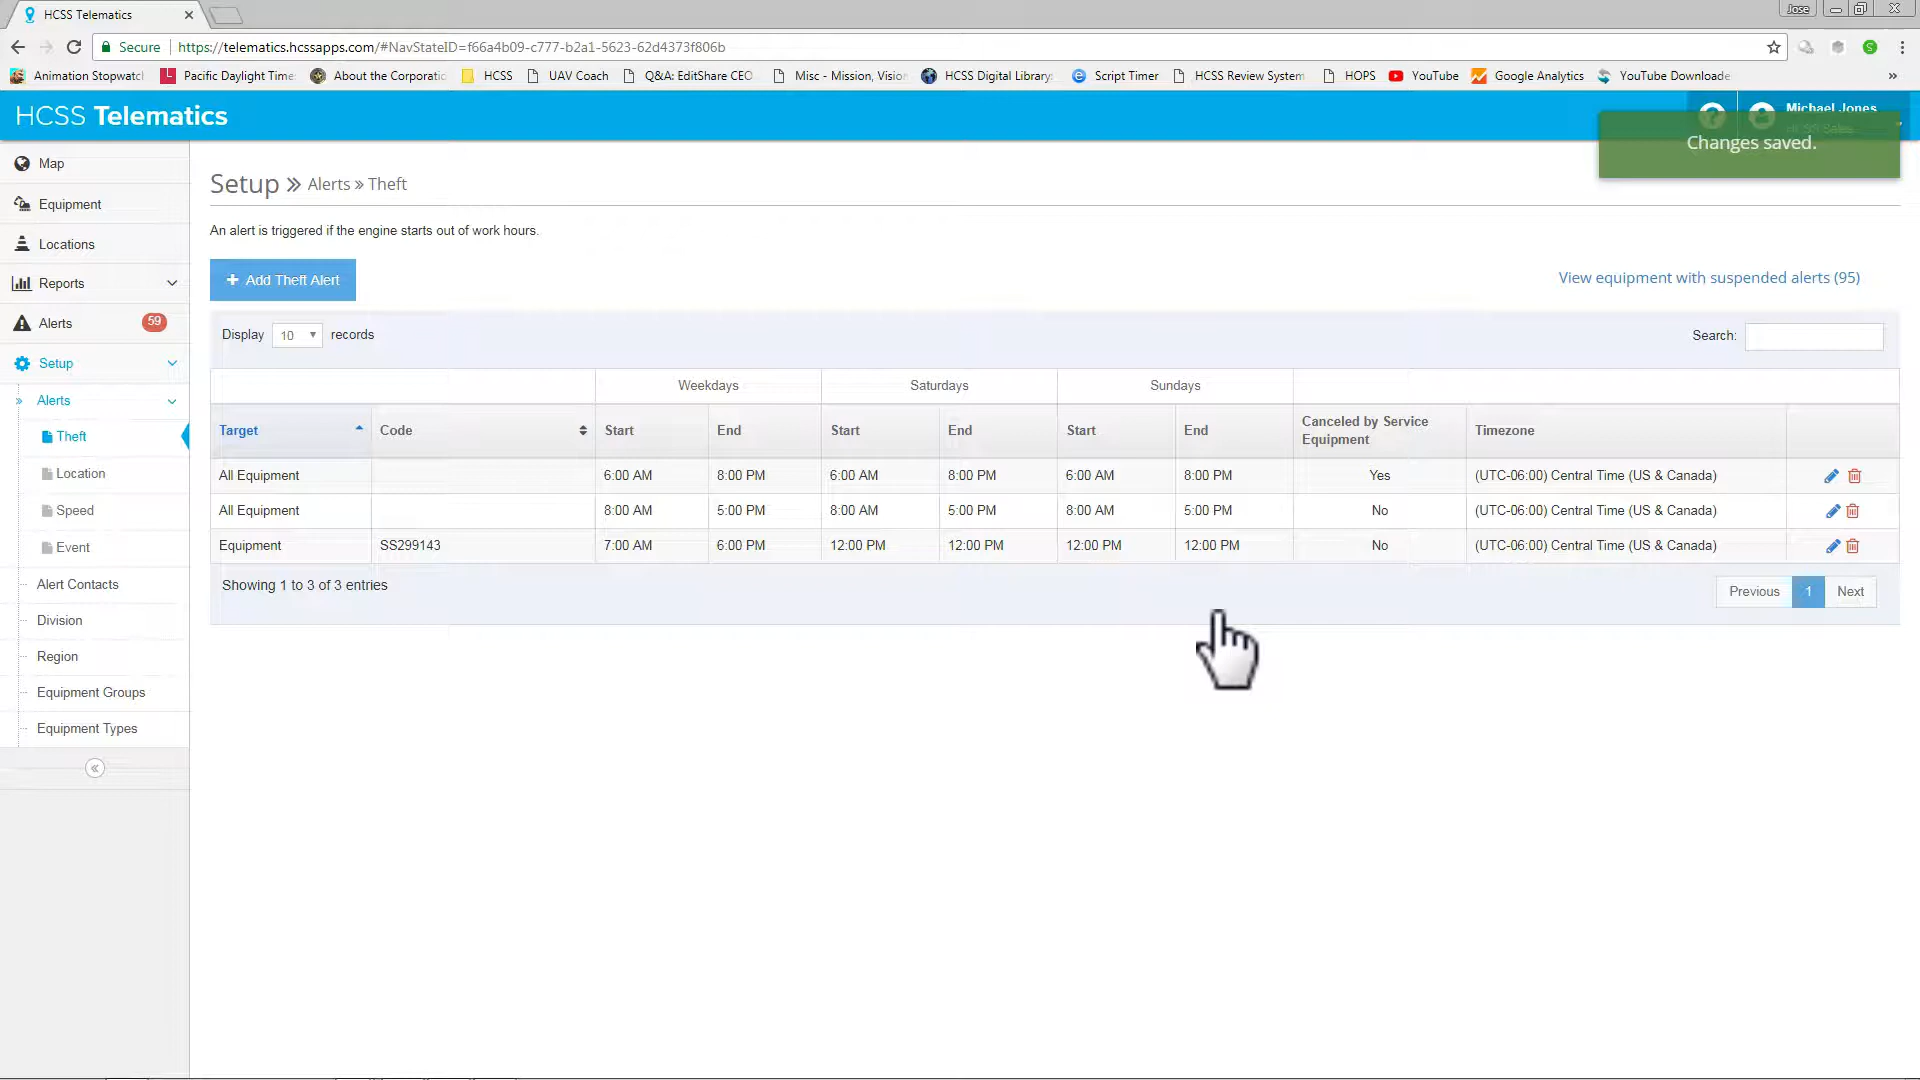 HCSS Telematics
Jose
Secure https://telematics.hcssapps.com/#NavStateID=f66a4b09-c777-b2a1-5623-62d4373f806b
Animation Stopwatch Pacific Daylight Time About the Corporatio HCSS UAV Coach Q&A: EditShare CEO Misc - Mission, Vision HCSS Digital Library: Script Timer HCSS Review System HOPS YouTube Google Analytics YouTube Downloade »
HCSS Telematics
? Michael Jones
Changes saved.
Map
Equipment
Locations
Reports
Alerts 59
Setup
» Alerts
Theft
Location
Speed
Event
Alert Contacts
Division
Region
Equipment Groups
Equipment Types
«
Setup » Alerts » Theft
An alert is triggered if the engine starts out of work hours.
+ Add Theft Alert
View equipment with suspended alerts (95)
Display 10 records
Search:
Weekdays Saturdays Sundays
Target Code Start End Start End Start End Canceled by Service Equipment Timezone
All Equipment 6:00 AM 8:00 PM 6:00 AM 8:00 PM 6:00 AM 8:00 PM Yes (UTC-06:00) Central Time (US & Canada)
All Equipment 8:00 AM 5:00 PM 8:00 AM 5:00 PM 8:00 AM 5:00 PM No (UTC-06:00) Central Time (US & Canada)
Equipment SS299143 7:00 AM 6:00 PM 12:00 PM 12:00 PM 12:00 PM 12:00 PM No (UTC-06:00) Central Time (US & Canada)
Showing 1 to 3 of 3 entries
Previous 1 Next